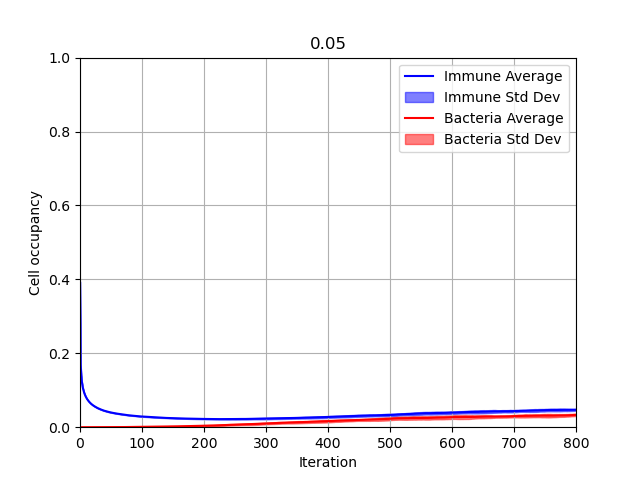 0.05
Immune Average
Immune Std Dev
Bacteria Average
Bacteria Std Dev
Cell occupancy
1.0
0.8
0.6
0.4
0.2
0.0
0 100 200 300 400 500 600 700 800
Iteration